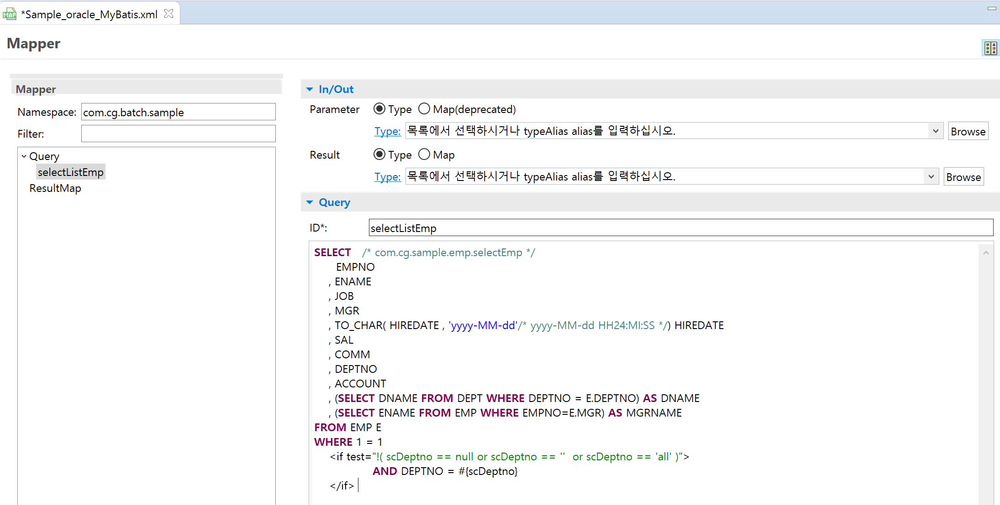 *Sample_oracle_MyBatis.xml
Mapper
Mapper
Namespace: com.cg.batch.sample
Filter:
Query
selectListEmp
ResultMap
In/Out
Parameter Type Map(deprecated)
Type: 목록에서 선택하시거나 typeAlias alias를 입력하십시오. Browse
Result Type Map
Type: 목록에서 선택하시거나 typeAlias alias를 입력하십시오. Browse
Query
ID*: selectListEmp
SELECT /* com.cg.sample.emp.selectEmp */
EMPNO
, ENAME
, JOB
, MGR
, TO_CHAR( HIREDATE , 'yyyy-MM-dd'/* yyyy-MM-dd HH24:MI:SS */) HIREDATE
, SAL
, COMM
, DEPTNO
, ACCOUNT
, (SELECT DNAME FROM DEPT WHERE DEPTNO = E.DEPTNO) AS DNAME
, (SELECT ENAME FROM EMP WHERE EMPNO=E.MGR) AS MGRNAME
FROM EMP E
WHERE 1 = 1
<if test="!( scDeptno == null or scDeptno == ''  or scDeptno == 'all' )">
AND DEPTNO = #{scDeptno}
</if>